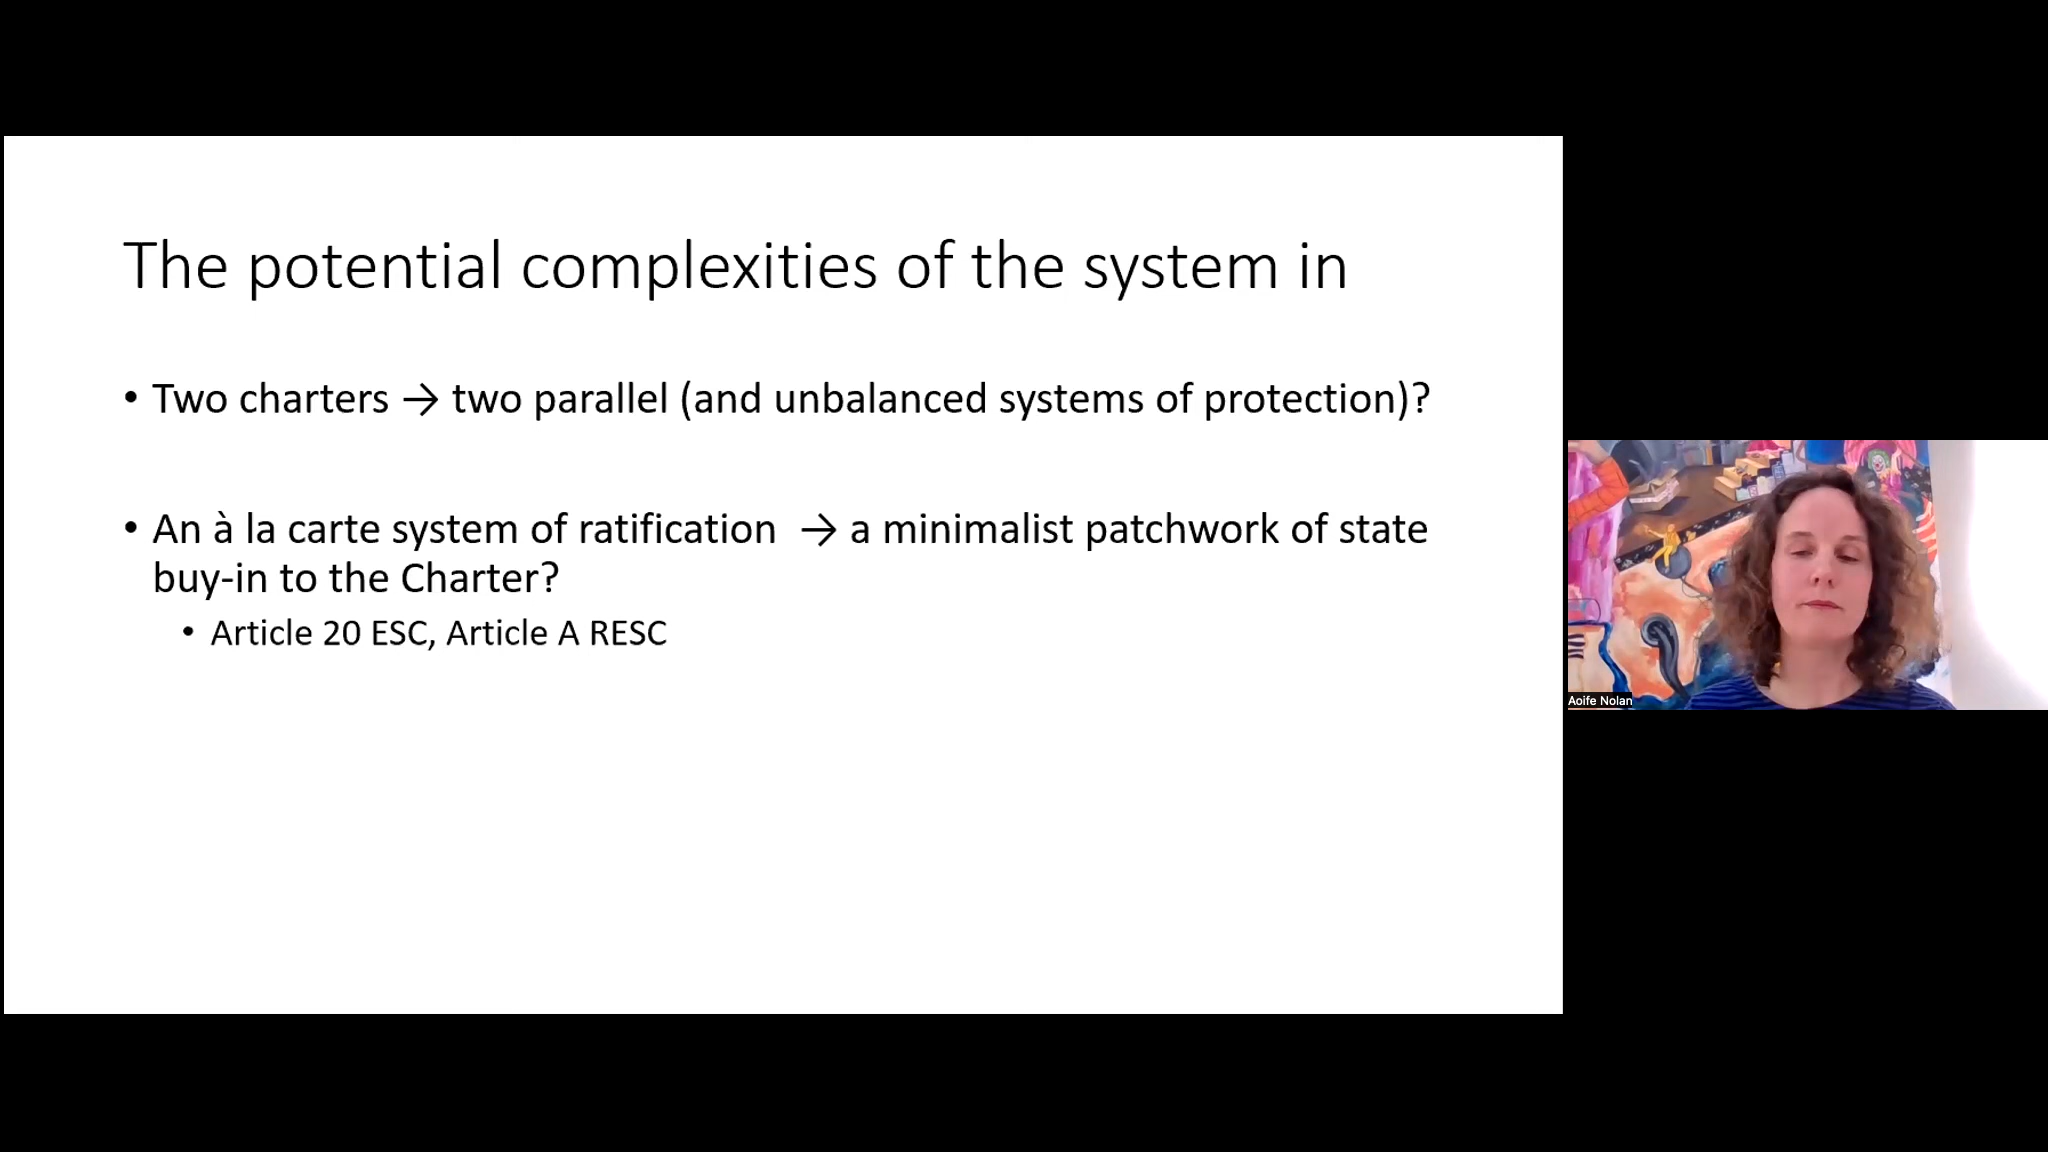 The potential complexities of the system in
• Two charters → two parallel (and unbalanced systems of protection)?
• An à la carte system of ratification → a minimalist patchwork of state
buy-in to the Charter?
• Article 20 ESC, Article A RESC
Aoife Nolan